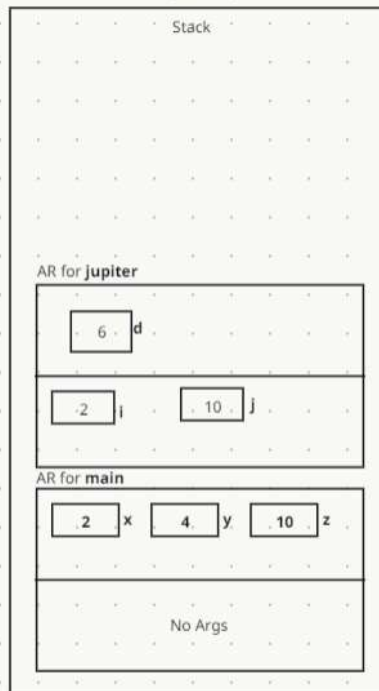 Stack
AR for jupiter
6 d
2 i 10 j
AR for main
2 x 4 y 10 z
No Args